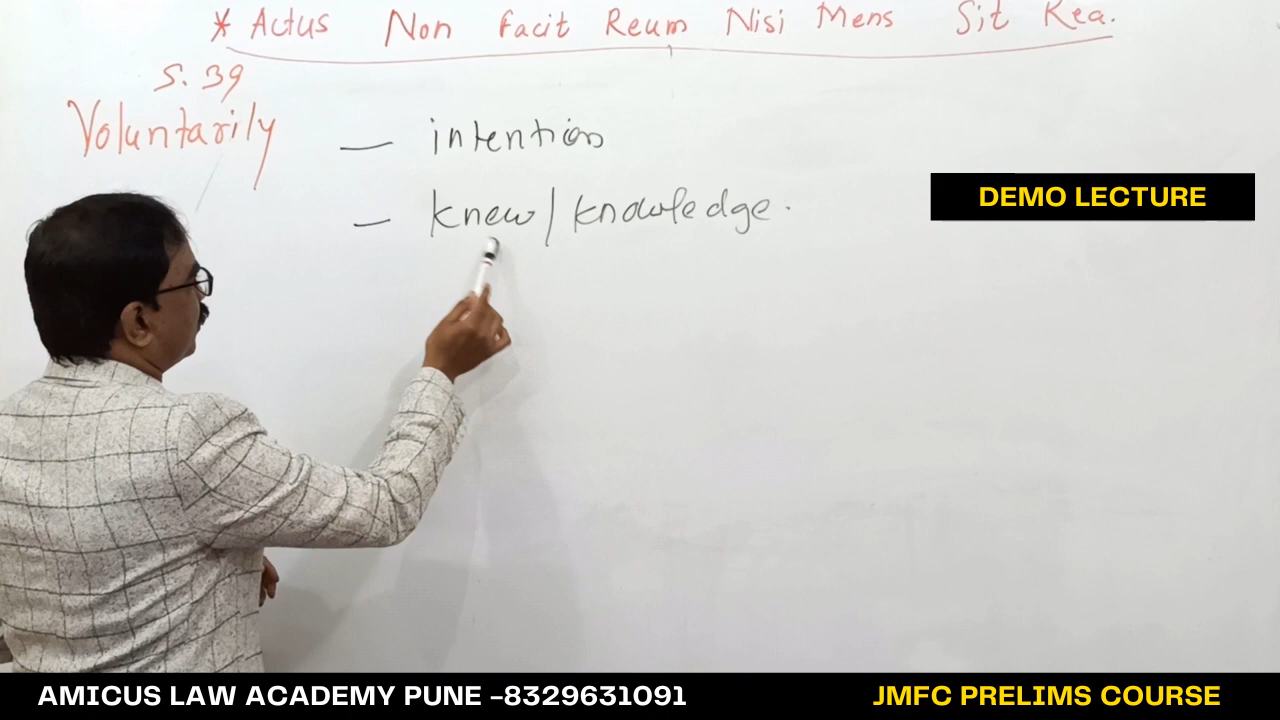 * Actus Non facit Reum Nisi Mens Sit Rea.
S. 39
Voluntarily — intention
— knew/knowledge.
DEMO LECTURE
AMICUS LAW ACADEMY PUNE -8329631091
JMFC PRELIMS COURSE